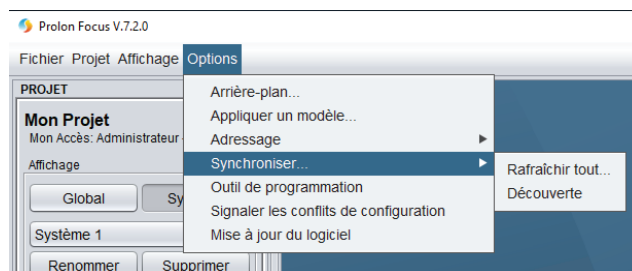 Prolon Focus V.7.2.0
Fichier Projet Affichage Options
PROJET
Mon Projet
Mon Accès: Administrateur
Affichage
Global
Système 1
Renommer Supprimer
Arrière-plan...
Appliquer un modèle...
Adressage
Synchroniser...
Outil de programmation
Signaler les conflits de configuration
Mise à jour du logiciel
Rafraîchir tout...
Découverte